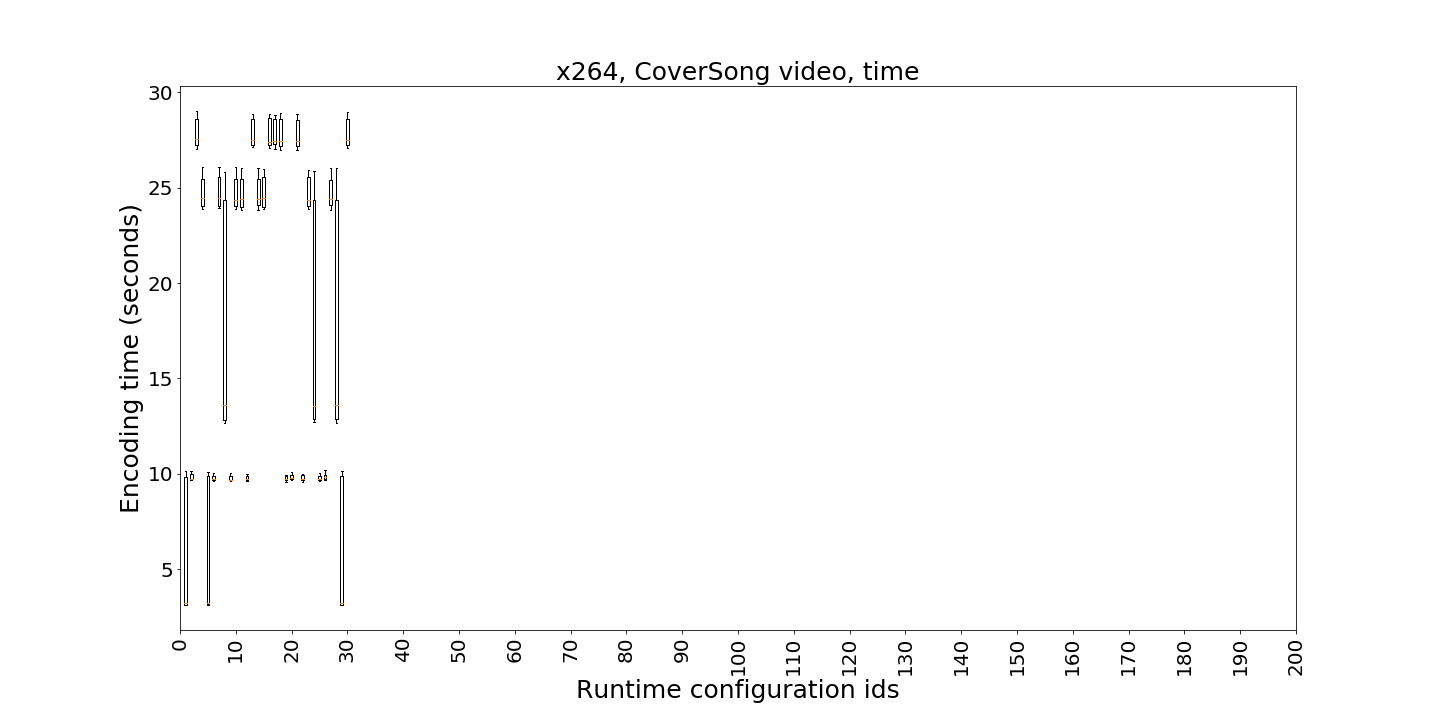 x264, CoverSong video, time
Encoding time (seconds)
30
25
20
15
10
5
0 10 20 30 40 50 60 70 80 90 100 110 120 130 140 150 160 170 180 190 200
Runtime configuration ids